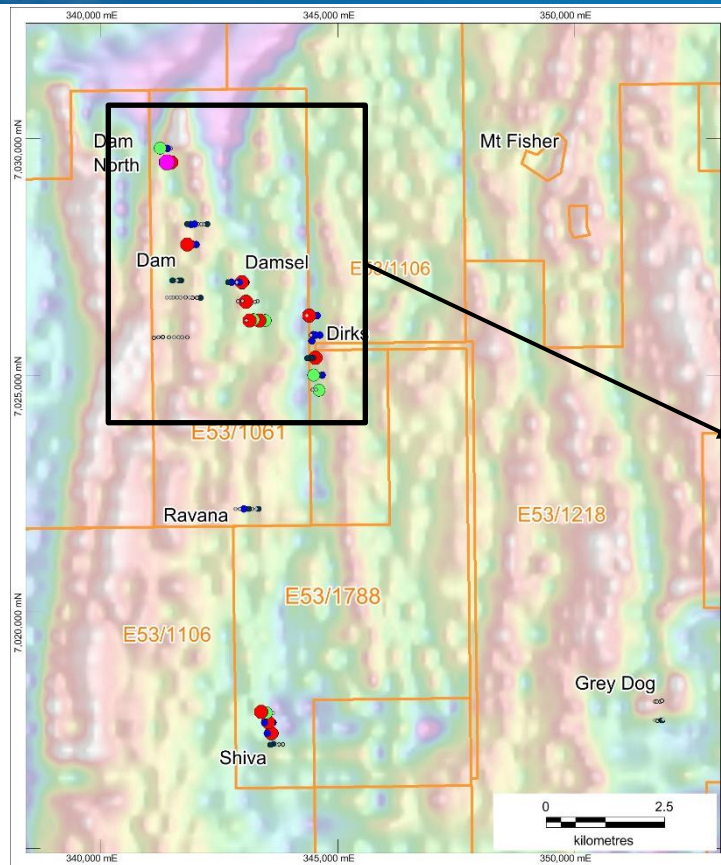 340,000 mE
345,000 mE
350,000 mE
7,030,000 mN
Dam
North
Mt Fisher
Dam
Damsel
E53/1106
Dirks
7,025,000 mN
E53/1061
Ravana
E53/1218
E53/1788
7,020,000 mN
E53/1106
Grey Dog
Shiva
0
2.5
kilometres
340,000 mE
345,000 mE
350,000 mE